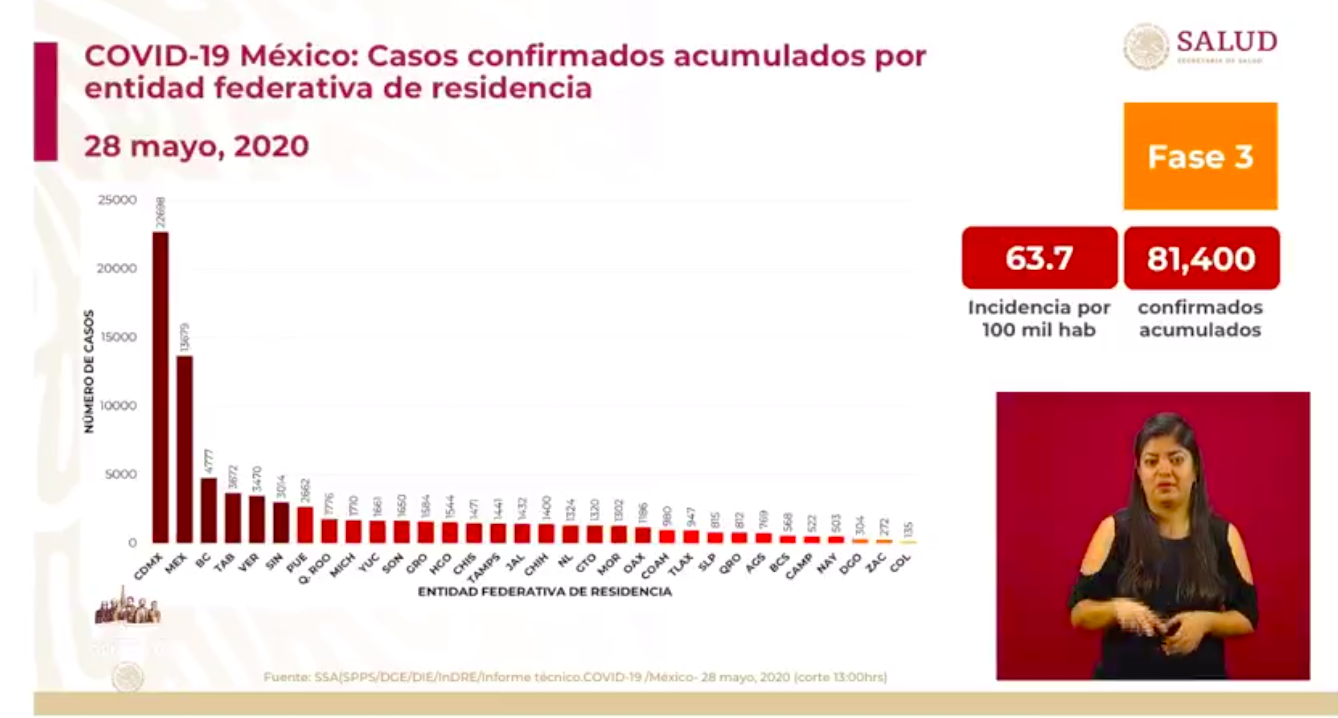 COVID-19 México: Casos confirmados acumulados por
entidad federativa de residencia
28 mayo, 2020
SALUD
SECRETARÍA DE SALUD
Fase 3
63.7
81,400
Incidencia por
100 mil hab
confirmados
acumulados
NÚMERO DE CASOS
25000
20000
15000
10000
5000
0
22698
13679
4777
3672
3470
3014
2662
1776
1710
1661
1650
1584
1544
1471
1441
1432
1400
1324
1320
1302
1186
980
947
815
812
769
568
522
503
304
272
135
CDMX
MEX
BC
TAB
VER
SIN
PUE
Q. ROO
MICH
YUC
SON
GRO
HGO
CHIS
TAMPS
JAL
CHIH
NL
GTO
MOR
OAX
COAH
TLAX
SLP
QRO
AGS
BCS
CAMP
NAY
DGO
ZAC
COL
ENTIDAD FEDERATIVA DE RESIDENCIA
Fuente: SSA(SPPS/DGE/DIE/InDRE/Informe técnico.COVID-19 /México- 28 mayo, 2020 (corte 13:00hrs)